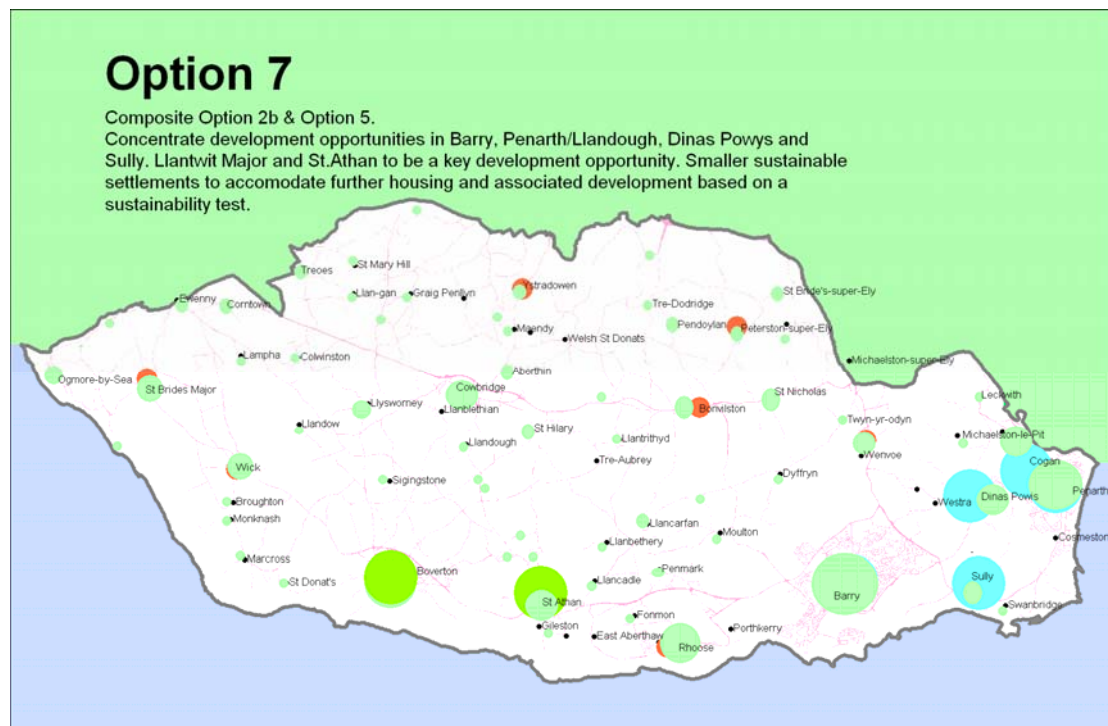 Option 7
Composite Option 2b & Option 5.
Concentrate development opportunities in Barry, Penarth/Llandough, Dinas Powys and
Sully. Llantwit Major and St.Athan to be a key development opportunity. Smaller sustainable
settlements to accomodate further housing and associated development based on a
sustainability test.
Treoes
St Mary Hill
Llan-gan
Graig Penllyn
Ystradowen
Tre-Dodridge
St Bride's-super-Ely
Ewenny
Corntown
Maendy
Welsh St Donats
Pendoylan
Peterston-super-Ely
Lampha
Colwinston
Michaelston-super-Ely
Ogmore-by-Sea
St Brides Major
Aberthin
Cowbridge
St Nicholas
Leckwith
Llysworney
Llanblethian
Bonvilston
Twyn-yr-odyn
Llandow
Llandough
St Hilary
Llantrithyd
Michaelston-le-Pit
Wenvoe
Tre-Aubrey
Cogan
Wick
Sigingstone
Dyffryn
Penarth
Broughton
Westra
Dinas Powis
Monknash
Llancarfan
Moulton
Cosmeston
Llanbethery
Marcross
Boverton
Penmark
St Donat's
Llancadle
Sully
Barry
St Athan
Swanbridge
Fonmon
Gileston
East Aberthaw
Porthkerry
Rhoose